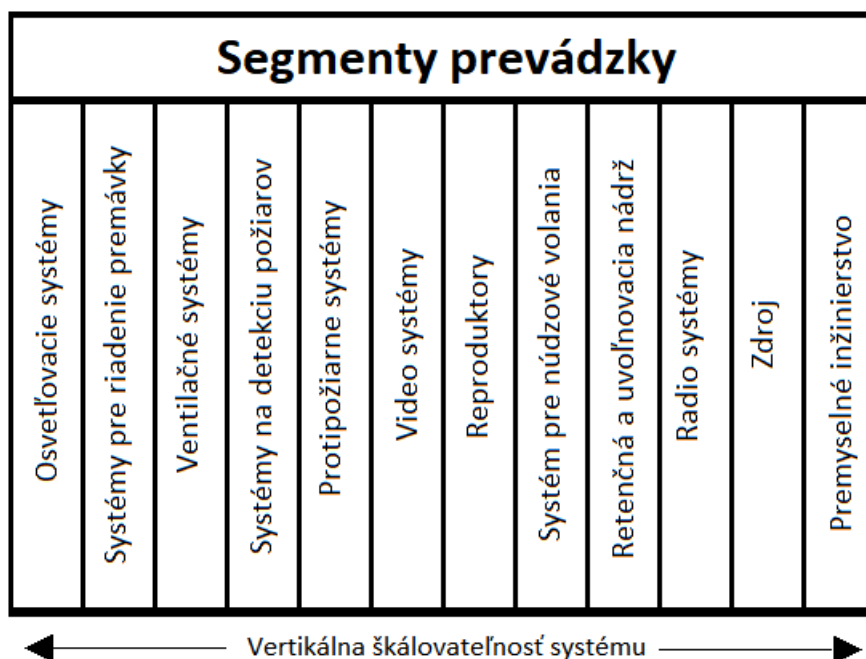 Segmenty prevádzky
Osvetľovacie systémy
Systémy pre riadenie premávky
Ventilačné systémy
Systémy na detekciu požiarov
Protipožiarne systémy
Video systémy
Reproduktory
Systém pre núdzové volania
Retenčná a uvoľnovacia nádrž
Radio systémy
Zdroj
Premyselné inžinierstvo
Vertikálna škálovateľnosť systému